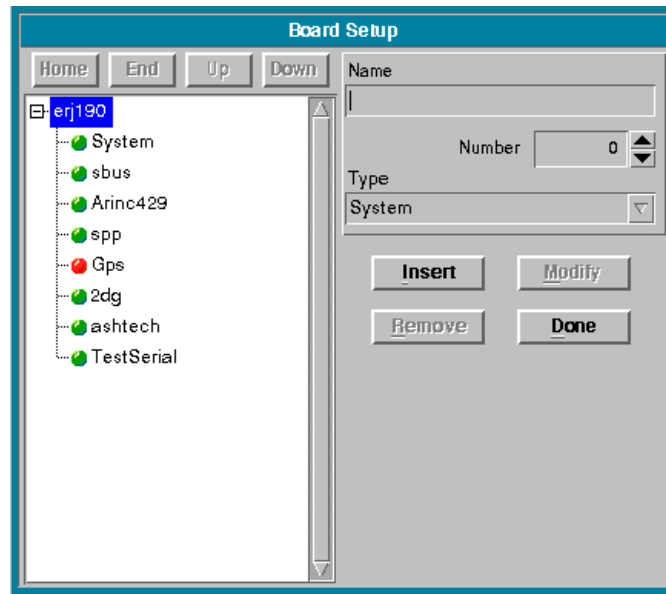 Board Setup
Home End Up Down
erj190
System
sbus
Arinc429
spp
Gps
2dg
ashtech
TestSerial
Name
Number 0
Type
System
Insert Modify
Remove Done